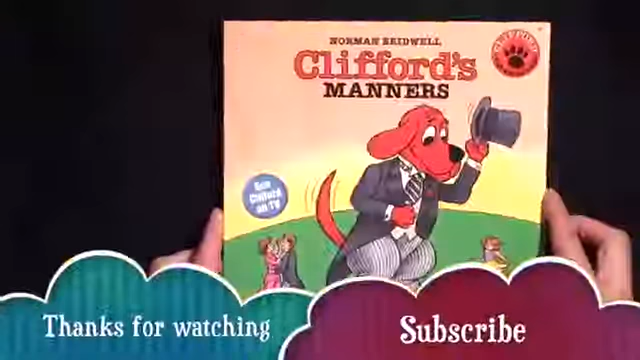 NORMAN BRIDWELL
Clifford's
MANNERS
See
Clifford
on TV
Thanks for watching
Subscribe